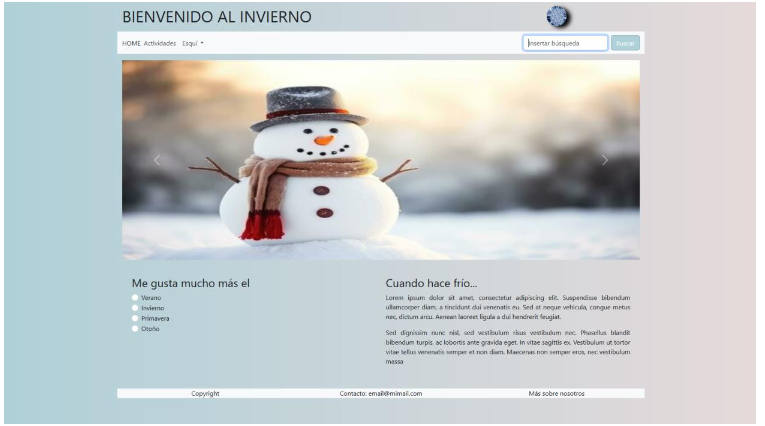 BIENVENIDO AL INVIERNO
HOME Actividades Esquí
Insertar búsqueda
Buscar
Me gusta mucho más el
Verano
Invierno
Primavera
Otoño
Cuando hace frío...
Lorem ipsum dolor sit amet, consectetur adipiscing elit. Suspendisse bibendum
ullamcorper diam, a tincidunt dui venenatis eu. Sed at neque vehicula, congue metus
nec, dictum arcu. Aenean laoreet ligula a dui hendrerit feugiat.
Sed dignissim nunc nisl, sed vestibulum risus vestibulum nec. Phasellus blandit
bibendum turpis, ac lobortis ante gravida eget. In vitae sagittis ex. Vestibulum ut tortor
vitae tellus venenatis semper et non diam. Maecenas non semper eros, nec vestibulum
massa
Copyright
Contacto: email@mimail.com
Más sobre nosotros